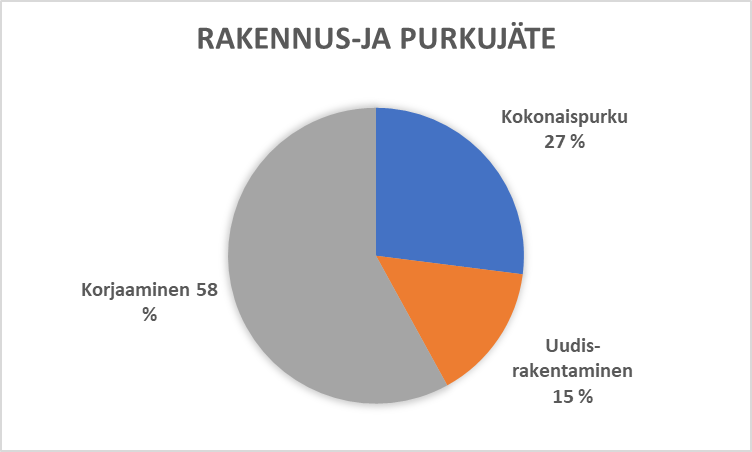 RAKENNUS-JA PURKUJÄTE
Kokonaispurku
27 %
Korjaaminen 58
%
Uudis-
rakentaminen
15 %